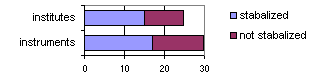 institutes
instruments
0 10 20 30
stabalized
not stabalized